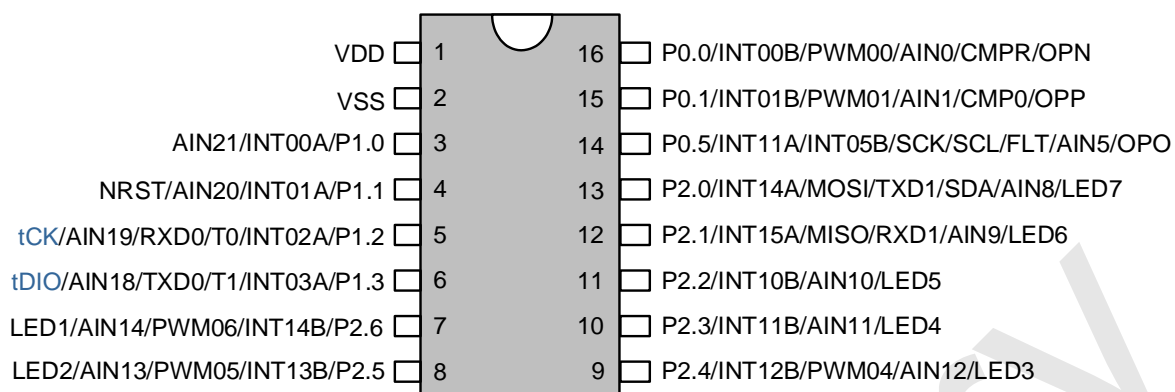 VDD 1 16 P0.0/INT00B/PWM00/AIN0/CMPR/OPN
VSS 2 15 P0.1/INT01B/PWM01/AIN1/CMP0/OPP
AIN21/INT00A/P1.0 3 14 P0.5/INT11A/INT05B/SCK/SCL/FLT/AIN5/OPO
NRST/AIN20/INT01A/P1.1 4 13 P2.0/INT14A/MOSI/TXD1/SDA/AIN8/LED7
tCK/AIN19/RXD0/T0/INT02A/P1.2 5 12 P2.1/INT15A/MISO/RXD1/AIN9/LED6
tDIO/AIN18/TXD0/T1/INT03A/P1.3 6 11 P2.2/INT10B/AIN10/LED5
LED1/AIN14/PWM06/INT14B/P2.6 7 10 P2.3/INT11B/AIN11/LED4
LED2/AIN13/PWM05/INT13B/P2.5 8 9 P2.4/INT12B/PWM04/AIN12/LED3